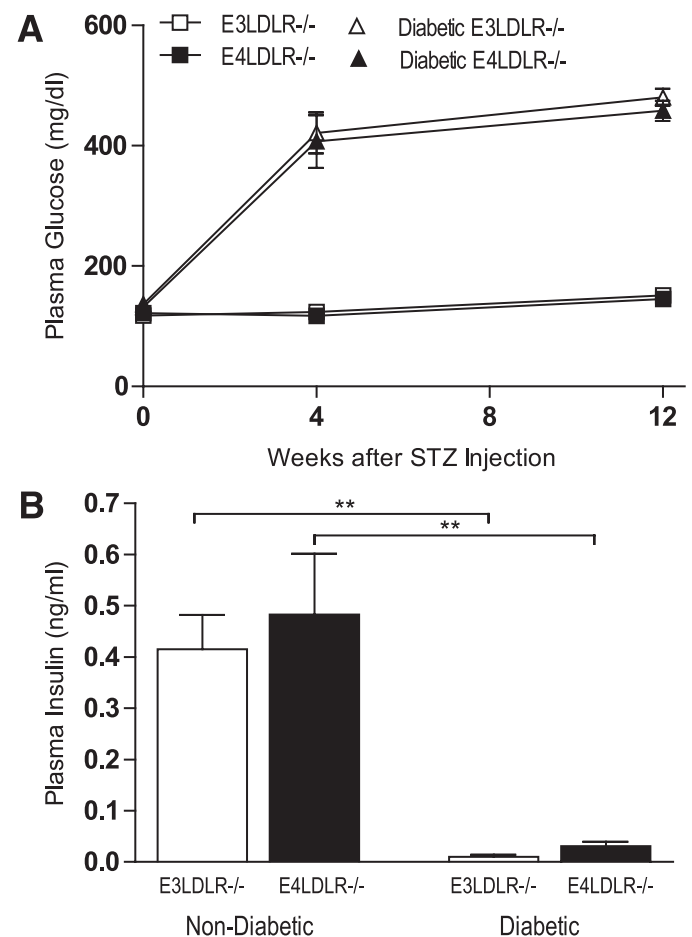 A
600
E3LDLR-/-
Diabetic E3LDLR-/-
E4LDLR-/-
Diabetic E4LDLR-/-
Plasma Glucose (mg/dl)
400
200
0
0 4 8 12
Weeks after STZ Injection
B
0.7
**
**
0.6
0.5
Plasma Insulin (ng/ml)
0.4
0.3
0.2
0.1
0.0
E3LDLR-/- E4LDLR-/- E3LDLR-/- E4LDLR-/-
Non-Diabetic Diabetic